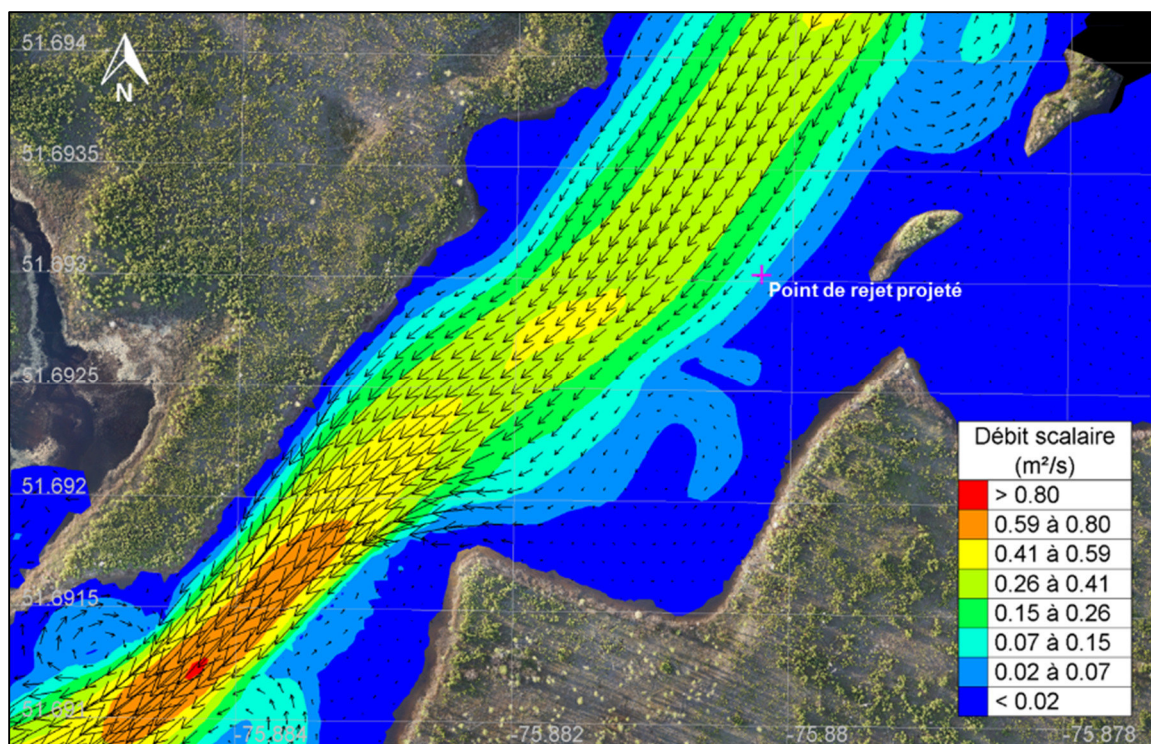 51.694
N
51.6935
51.693
Point de rejet projeté
51.6925
51.692
51.6915
51.691
-75.884
-75.882
-75.88
-75.878
Débit scalaire
(m²/s)
> 0.80
0.59 à 0.80
0.41 à 0.59
0.26 à 0.41
0.15 à 0.26
0.07 à 0.15
0.02 à 0.07
< 0.02